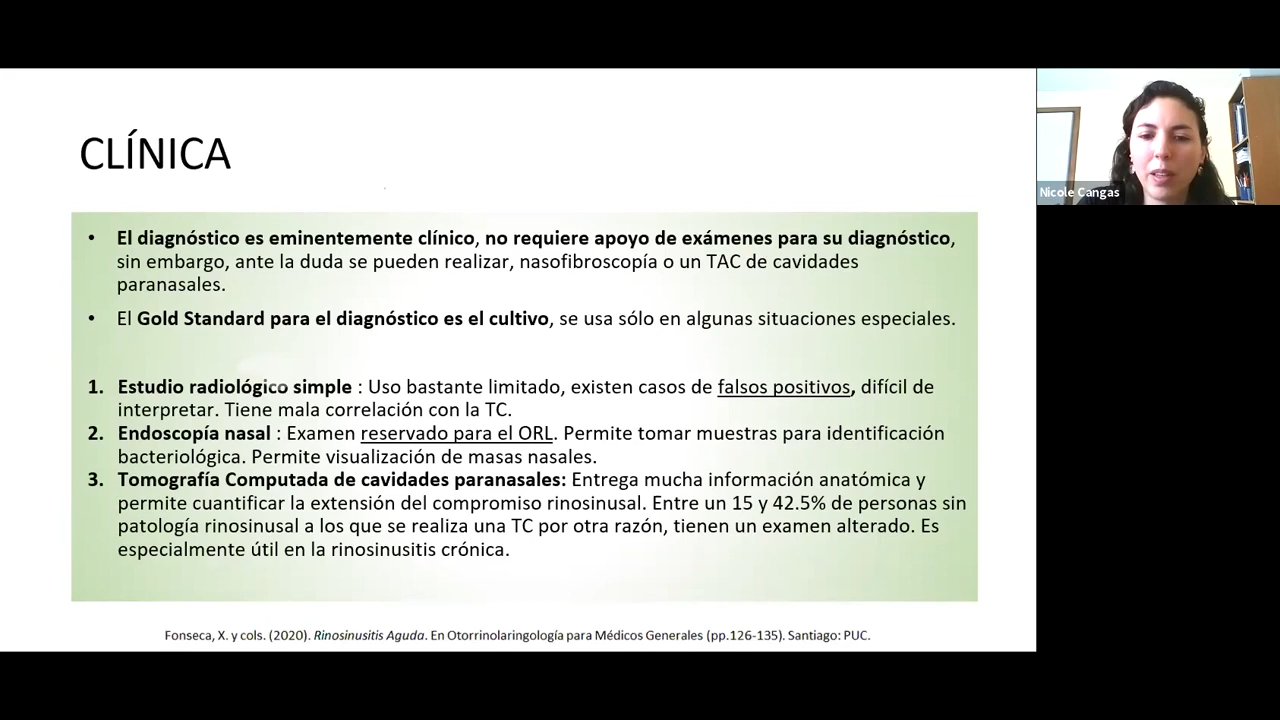 CLÍNICA
Nicole Cangas
• El diagnóstico es eminentemente clínico, no requiere apoyo de exámenes para su diagnóstico,
sin embargo, ante la duda se pueden realizar, nasofibroscopía o un TAC de cavidades
paranasales.
• El Gold Standard para el diagnóstico es el cultivo, se usa sólo en algunas situaciones especiales.
1. Estudio radiológico simple : Uso bastante limitado, existen casos de falsos positivos, difícil de
interpretar. Tiene mala correlación con la TC.
2. Endoscopía nasal : Examen reservado para el ORL. Permite tomar muestras para identificación
bacteriológica. Permite visualización de masas nasales.
3. Tomografía Computada de cavidades paranasales: Entrega mucha información anatómica y
permite cuantificar la extensión del compromiso rinosinusal. Entre un 15 y 42.5% de personas sin
patología rinosinusal a los que se realiza una TC por otra razón, tienen un examen alterado. Es
especialmente útil en la rinosinusitis crónica.
Fonseca, X. y cols. (2020). Rinosinusitis Aguda. En Otorrinolaringología para Médicos Generales (pp.126-135). Santiago: PUC.